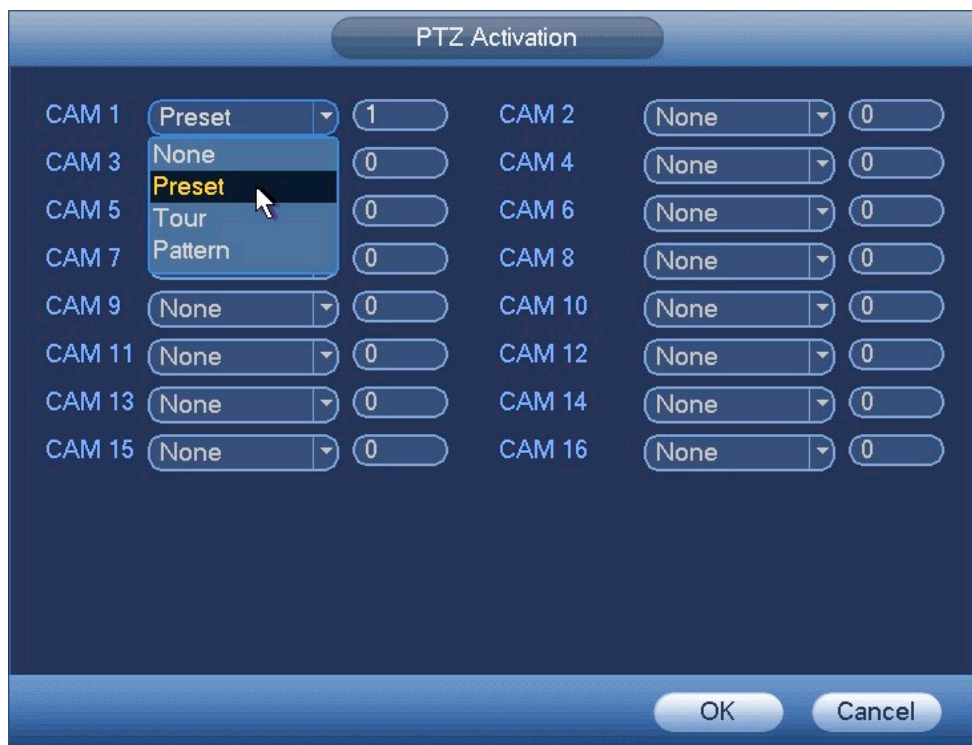 PTZ Activation
CAM 1 Preset 1 CAM 2 None 0
None
CAM 3 0 CAM 4 None 0
Preset
CAM 5 Tour 0 CAM 6 None 0
CAM 7 Pattern 0 CAM 8 None 0
CAM 9 None 0 CAM 10 None 0
CAM 11 None 0 CAM 12 None 0
CAM 13 None 0 CAM 14 None 0
CAM 15 None 0 CAM 16 None 0
OK Cancel